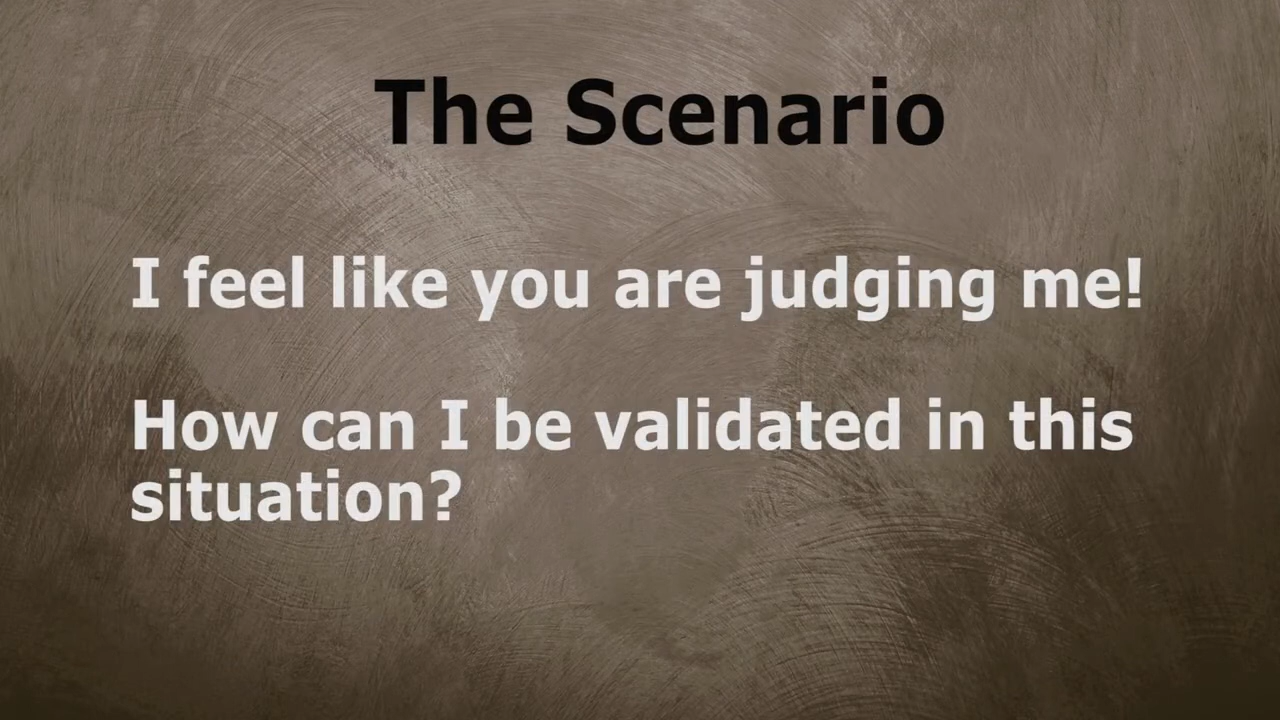 The Scenario
I feel like you are judging me!
How can I be validated in this
situation?